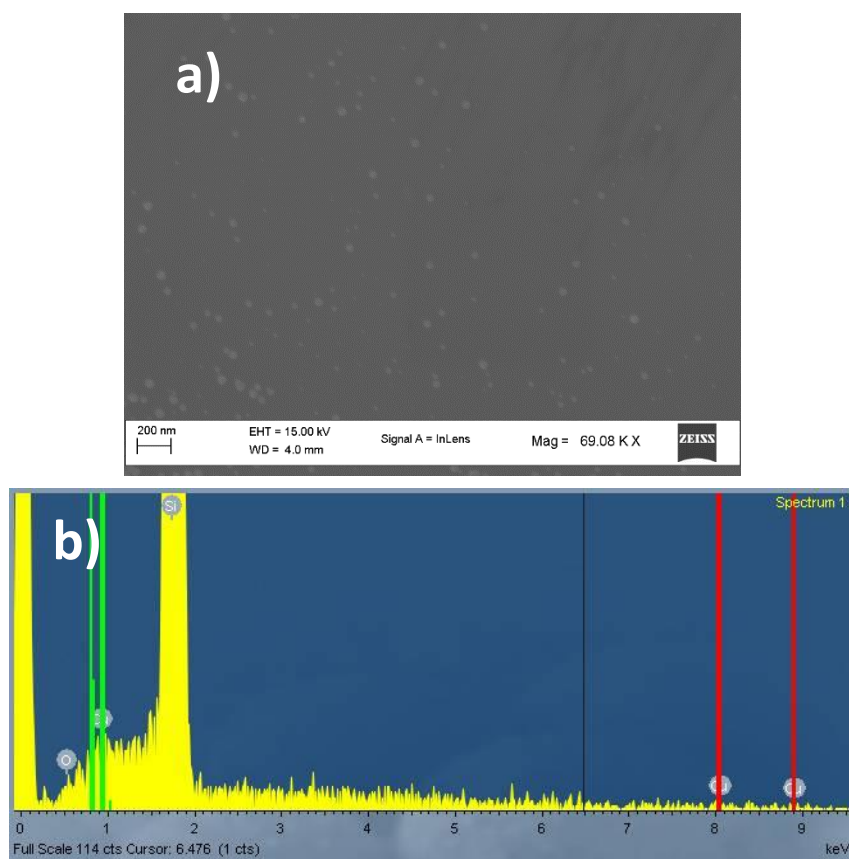 a)
200 nm
EHT = 15.00 kV
WD = 4.0 mm
Signal A = InLens
Mag = 69.08 K X
ZEISS
b)
Spectrum 1
Si
O
Cu
Cu
0 1 2 3 4 5 6 7 8 9
Full Scale 114 cts Cursor: 6.476 (1 cts)
keV